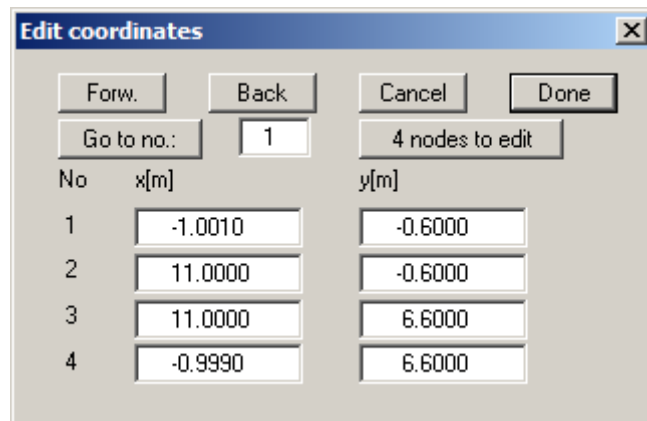 Edit coordinates
Forw. Back Cancel Done
Go to no.: 1 4 nodes to edit
No x[m] y[m]
1 -1.0010 -0.6000
2 11.0000 -0.6000
3 11.0000 6.6000
4 -0.9990 6.6000